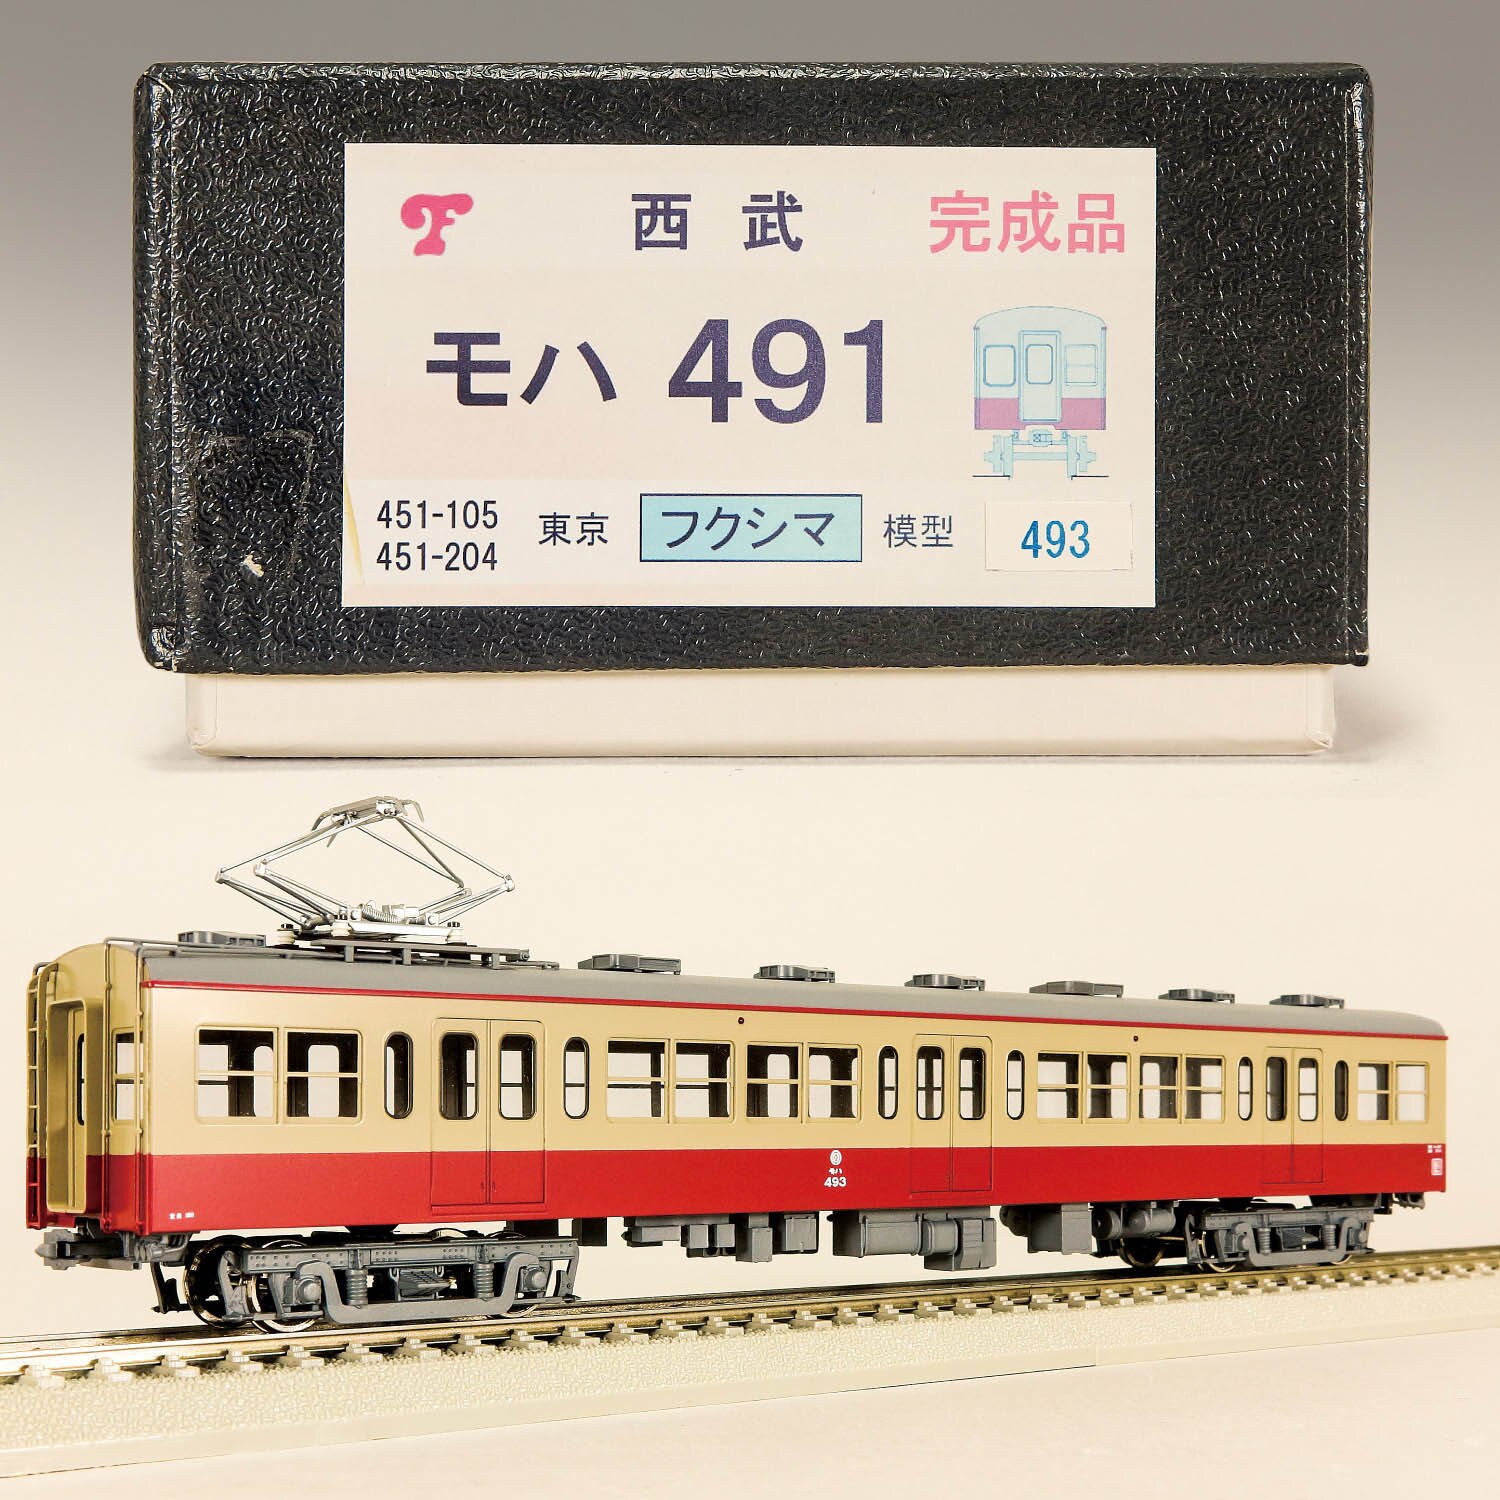 F 西武 完成品
モハ 491
451-105
451-204
東京 フクシマ 模型 493
モハ
493